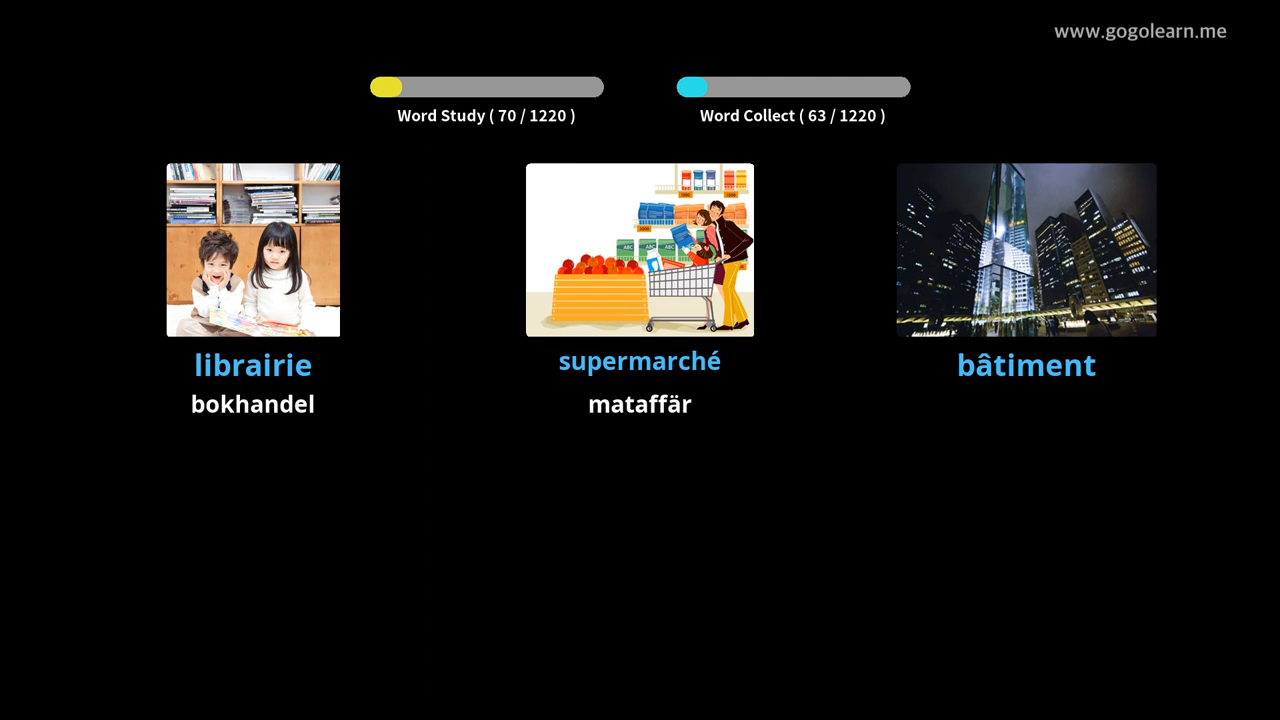 www.gogolearn.me
Word Study ( 70 / 1220 )
Word Collect ( 63 / 1220 )
librairie
bokhandel
supermarché
mataffär
bâtiment